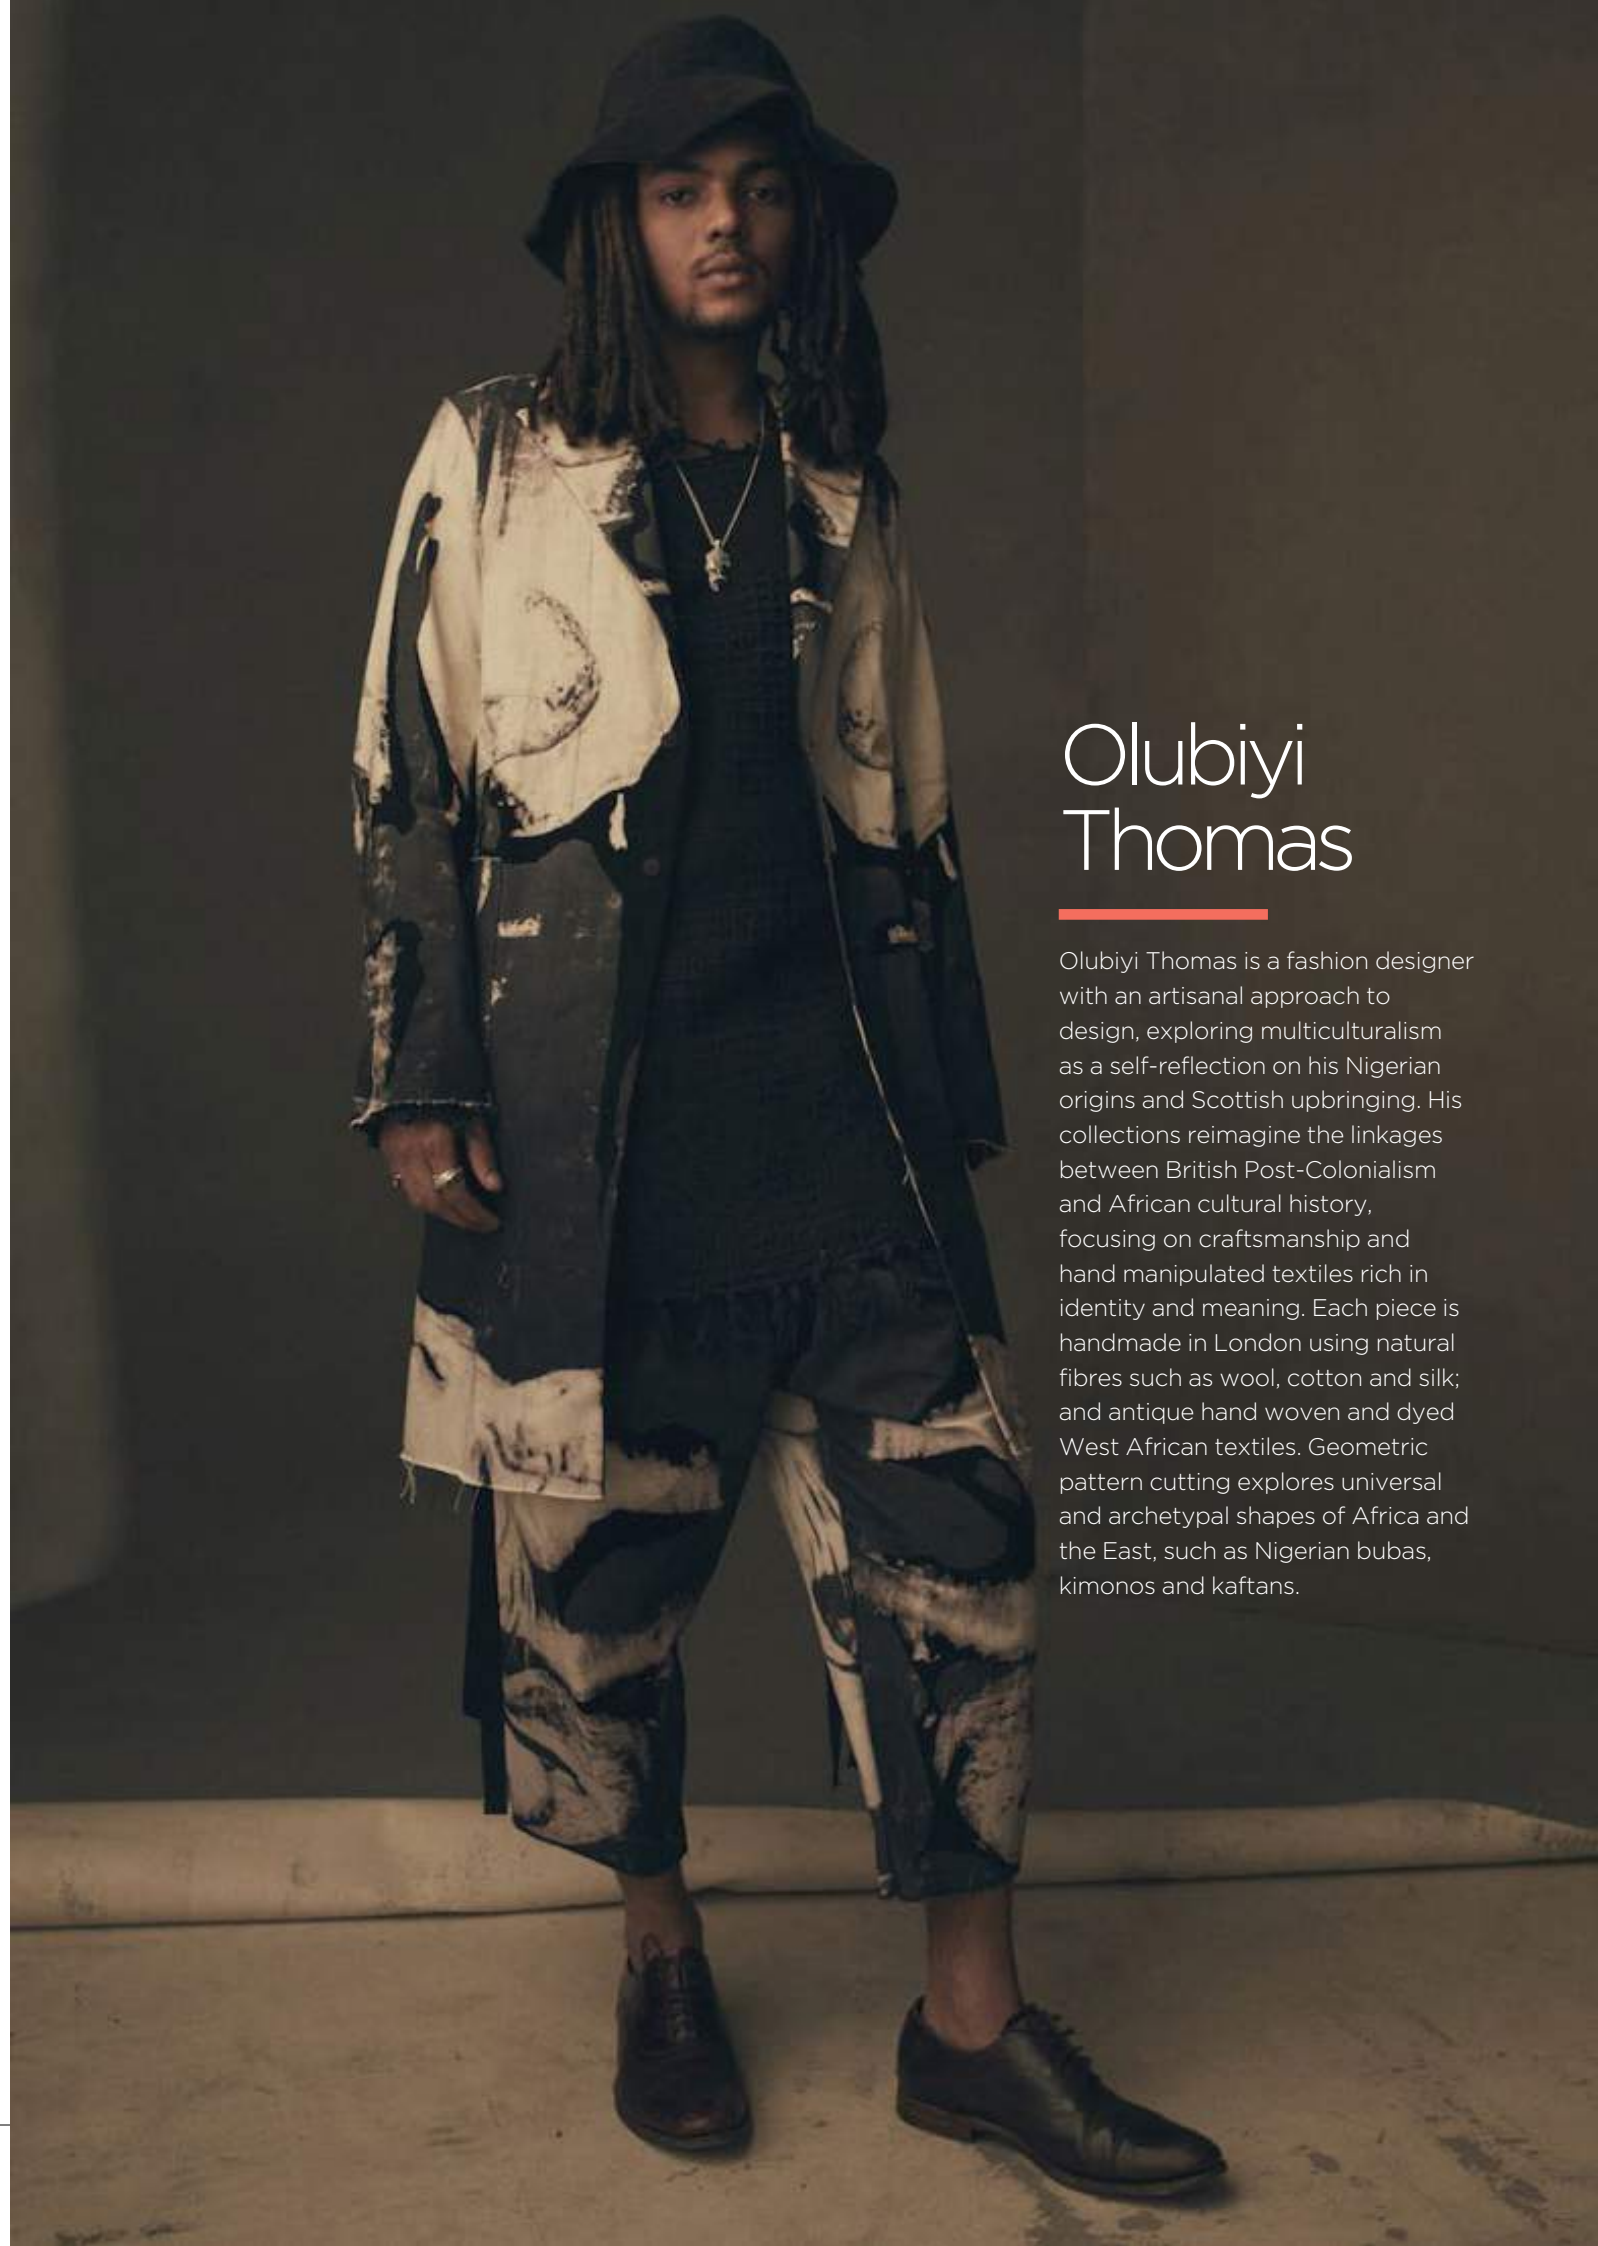 Olubiyi
Thomas
Olubiyi Thomas is a fashion designer
with an artisanal approach to
design, exploring multiculturalism
as a self-reflection on his Nigerian
origins and Scottish upbringing. His
collections reimagine the linkages
between British Post-Colonialism
and African cultural history,
focusing on craftsmanship and
hand manipulated textiles rich in
identity and meaning. Each piece is
handmade in London using natural
fibres such as wool, cotton and silk;
and antique hand woven and dyed
West African textiles. Geometric
pattern cutting explores universal
and archetypal shapes of Africa and
the East, such as Nigerian bubas,
kimonos and kaftans.